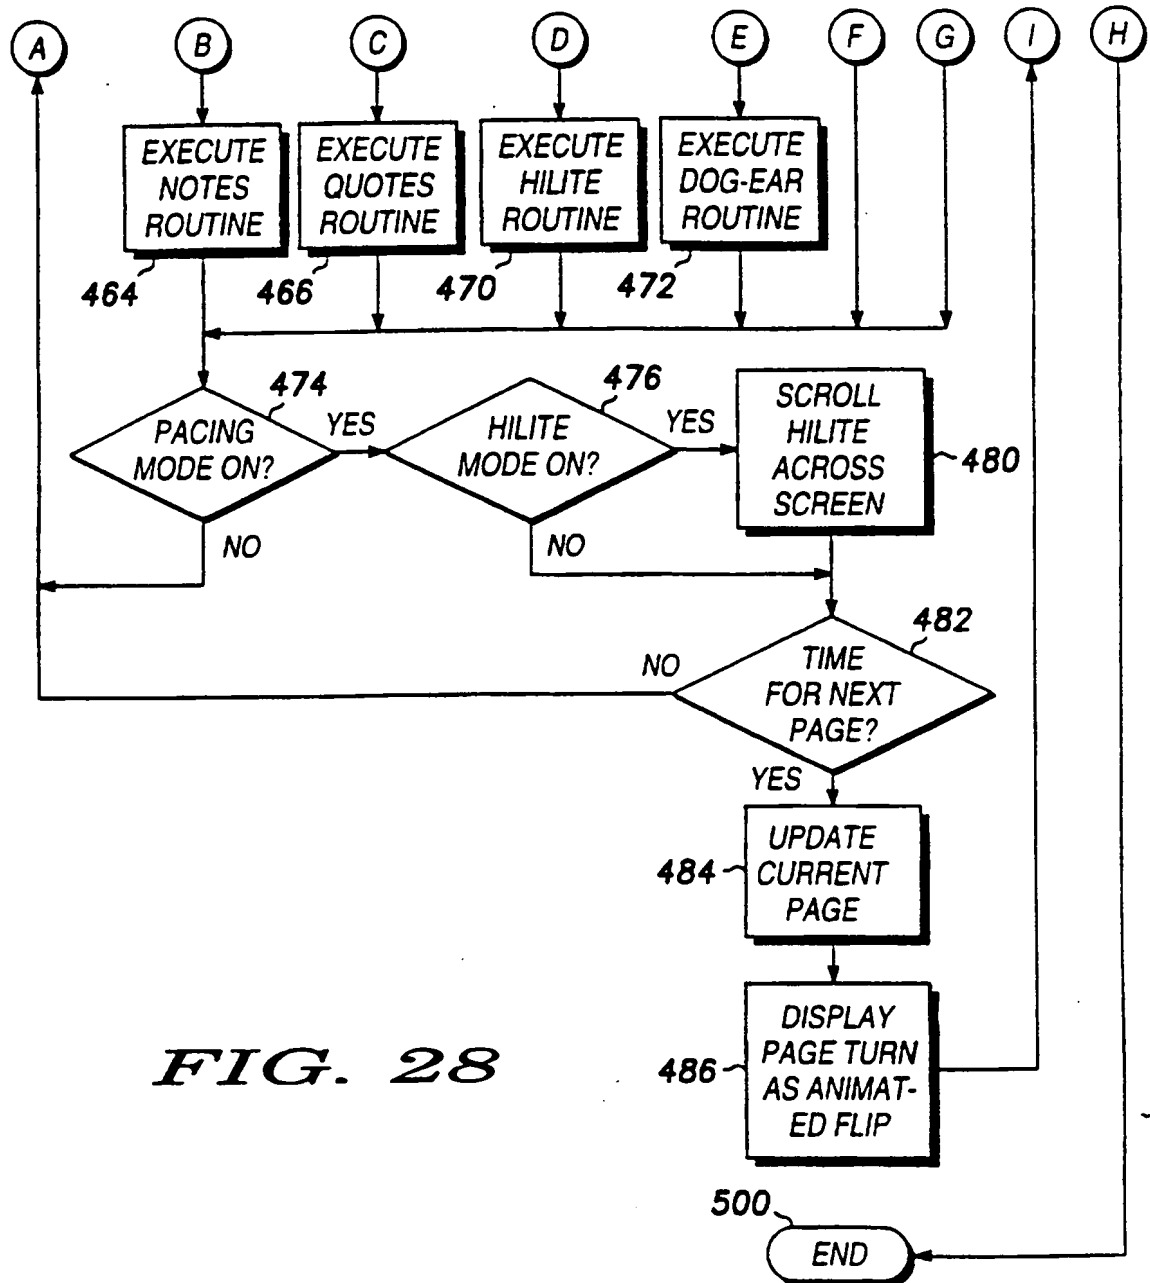 A B C D E F G I H
EXECUTE
NOTES
ROUTINE
464
EXECUTE
QUOTES
ROUTINE
466
EXECUTE
HILITE
ROUTINE
470
EXECUTE
DOG-EAR
ROUTINE
472
PACING
MODE ON?
474
YES
NO
HILITE
MODE ON?
476
YES
NO
SCROLL
HILITE
ACROSS
SCREEN
480
TIME
FOR NEXT
PAGE?
482
NO
YES
UPDATE
CURRENT
PAGE
484
DISPLAY
PAGE TURN
AS ANIMAT-
ED FLIP
486
FIG. 28
500
END